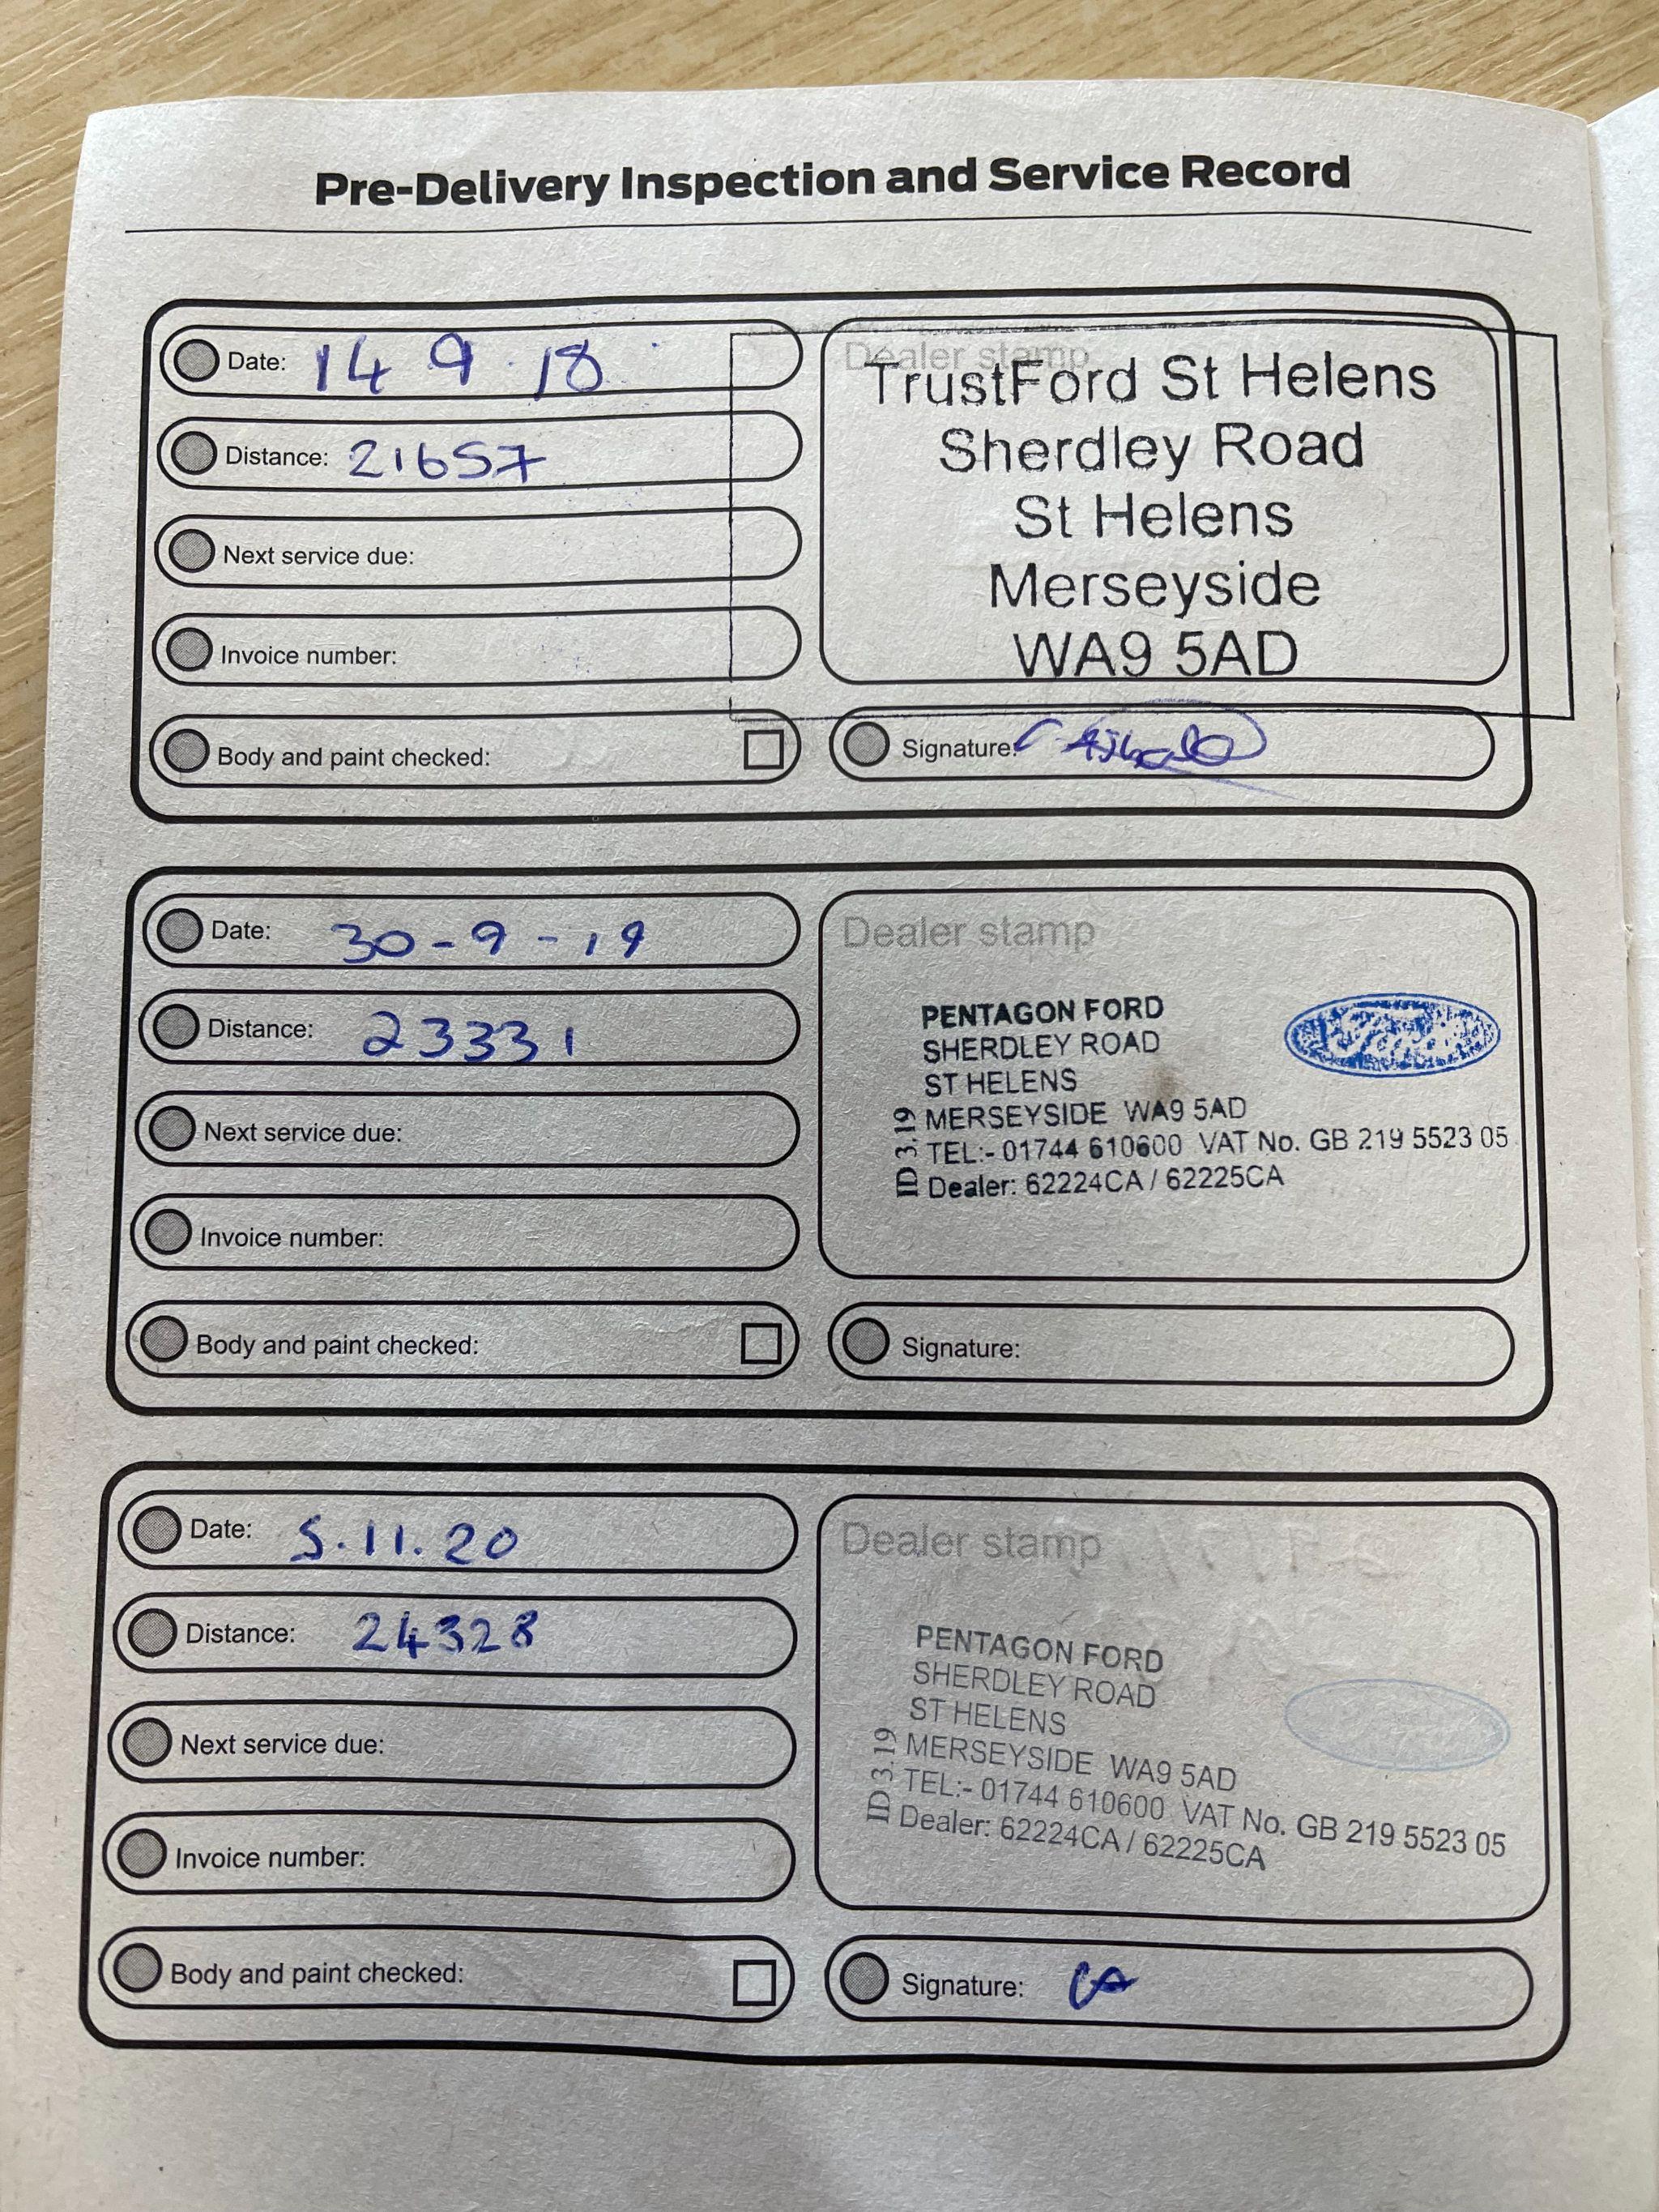 Pre-Delivery Inspection and Service Record
Date: 14 9 18
Distance: 21657
Next service due:
Invoice number:
Body and paint checked:
Dealer stamp
TrustFord St Helens
Sherdley Road
St Helens
Merseyside
WA9 5AD
Signature:
Date: 30-9-19
Distance: 23331
Next service due:
Invoice number:
Body and paint checked:
Dealer stamp
PENTAGON FORD
SHERDLEY ROAD
ST HELENS
MERSEYSIDE WA9 5AD
TEL:- 01744 610600 VAT No. GB 219 5523 05
Dealer: 62224CA / 62225CA
ID 3.19
Signature:
Date: 5.11.20
Distance: 24328
Next service due:
Invoice number:
Body and paint checked:
Dealer stamp
PENTAGON FORD
SHERDLEY ROAD
ST HELENS
MERSEYSIDE WA9 5AD
TEL:- 01744 610600 VAT No. GB 219 5523 05
Dealer: 62224CA / 62225CA
ID 3.19
Signature: